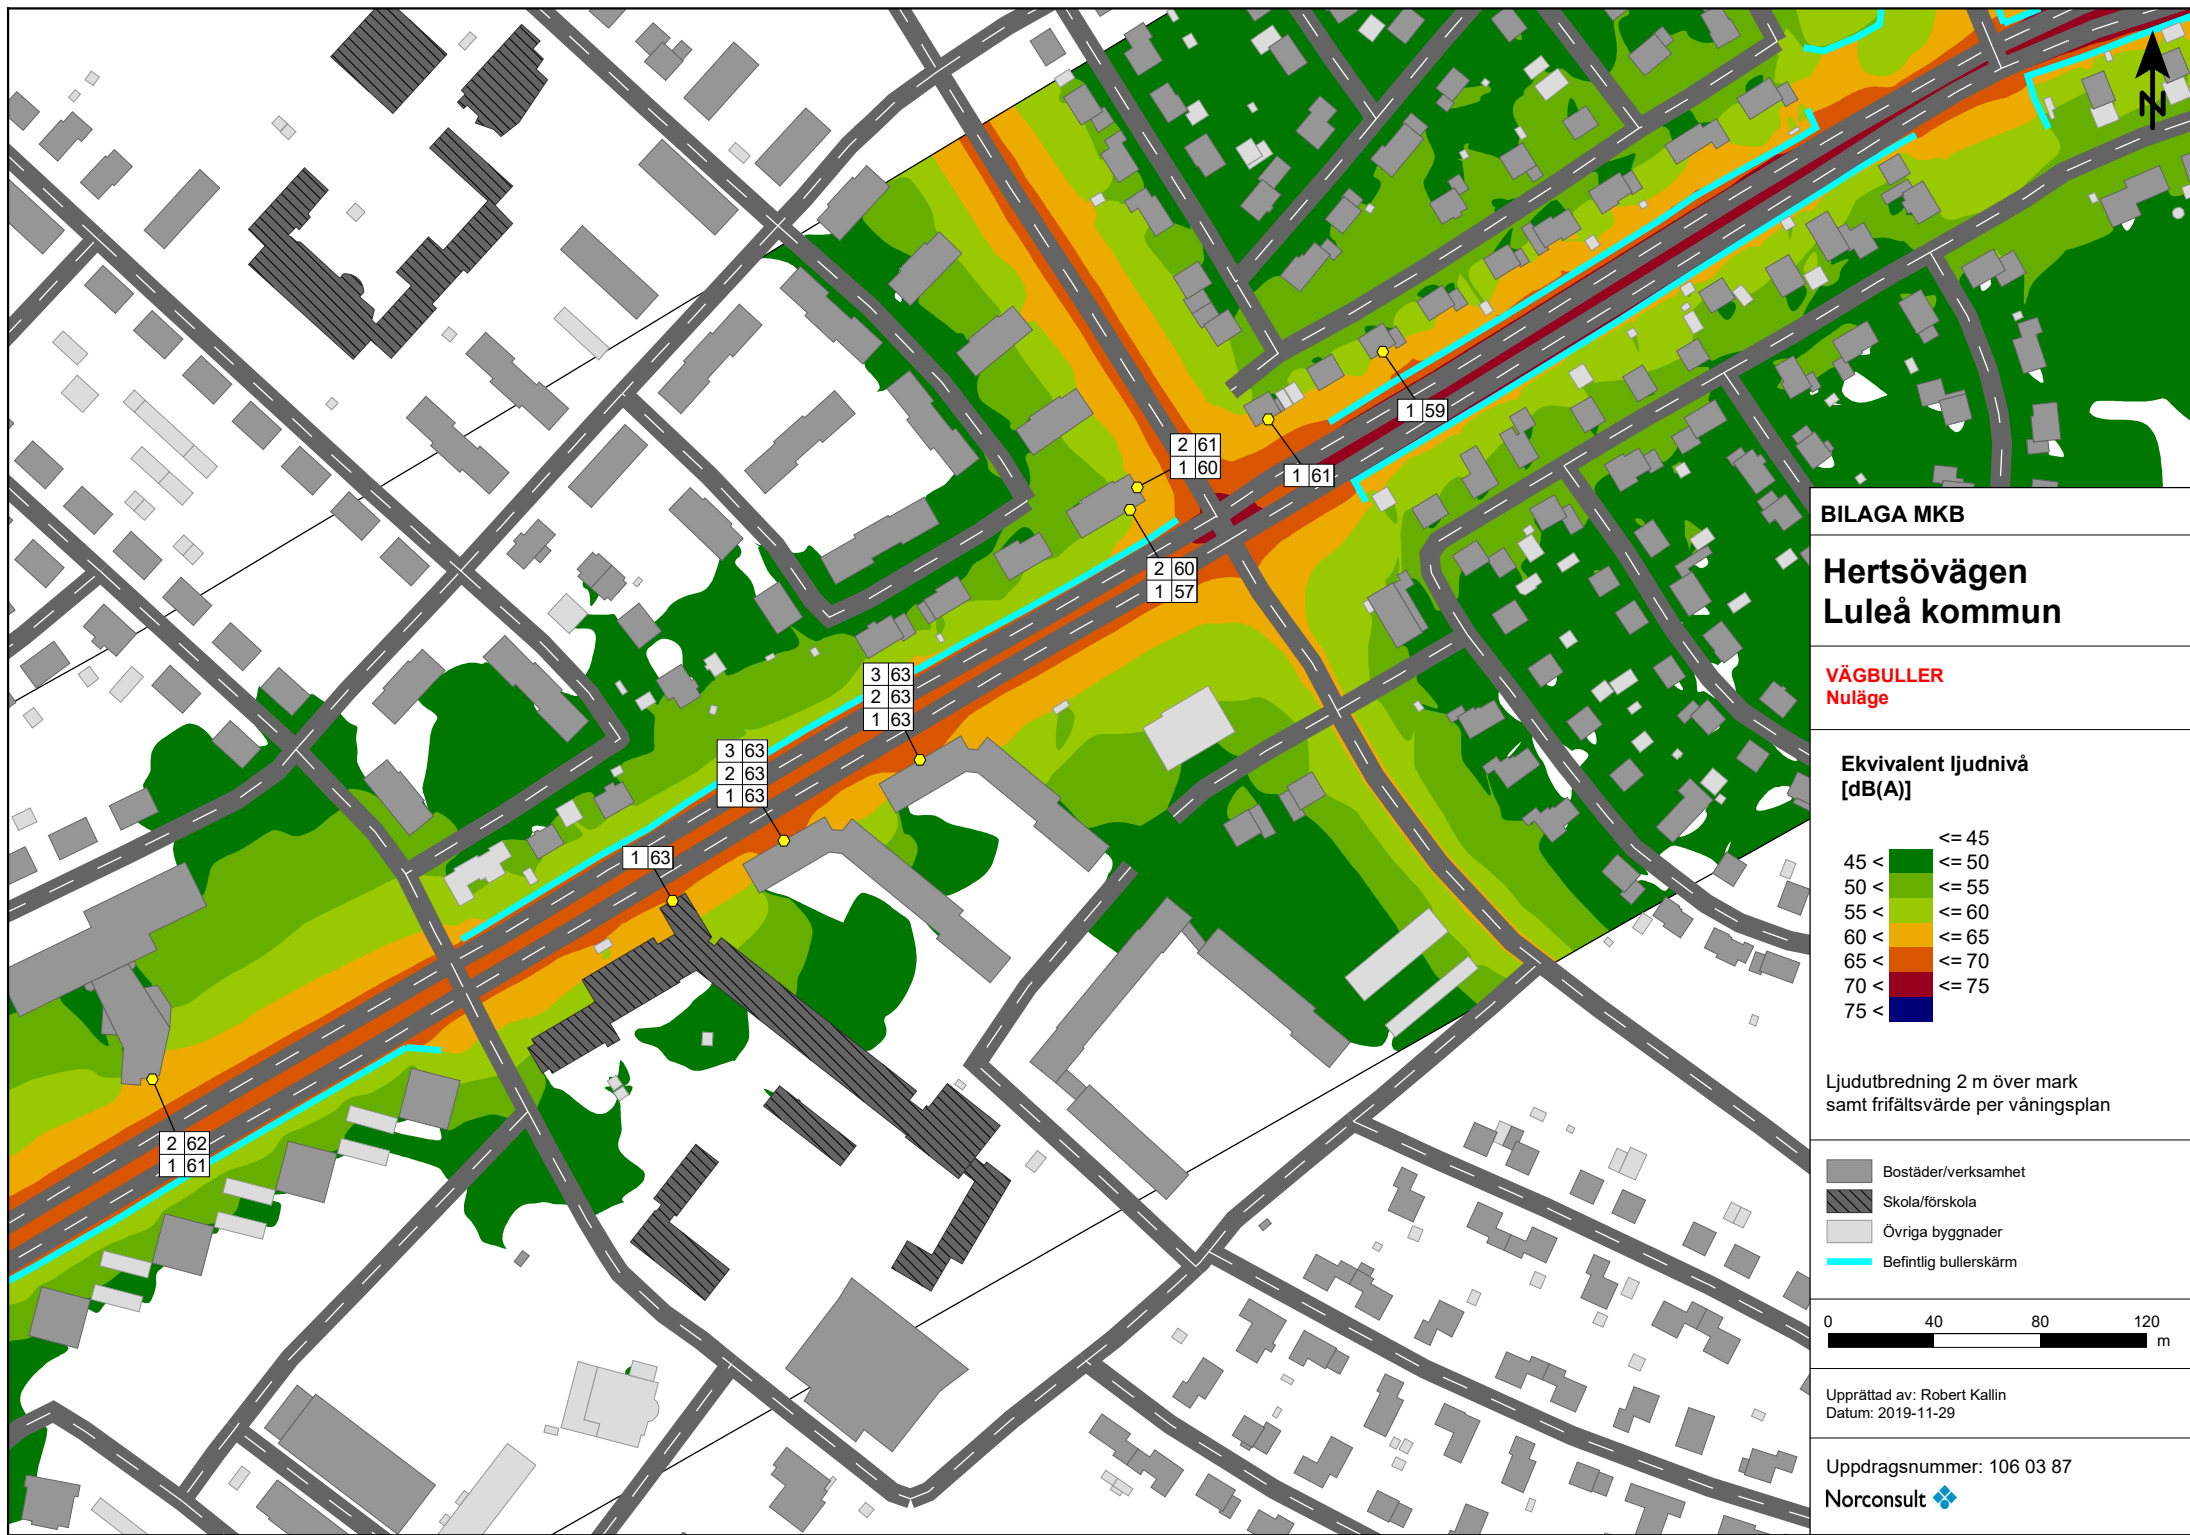 1 59
2 61
1 60
1 61
2 60
1 57
3 63
2 63
1 63
3 63
2 63
1 63
1 63
2 62
1 61
N
BILAGA MKB
Hertsövägen
Luleå kommun
VÄGBULLER
Nuläge
Ekvivalent ljudnivå
[dB(A)]
<= 45
45 < <= 50
50 < <= 55
55 < <= 60
60 < <= 65
65 < <= 70
70 < <= 75
75 <
Ljudutbredning 2 m över mark
samt frifältsvärde per våningsplan
Bostäder/verksamhet
Skola/förskola
Övriga byggnader
Befintlig bullerskärm
0 40 80 120
m
Upprättad av: Robert Kallin
Datum: 2019-11-29
Uppdragsnummer: 106 03 87
Norconsult